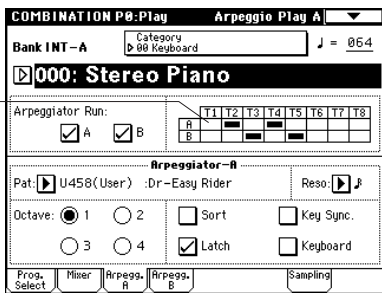 COMBINATION P0:Play Arpeggio Play A
Bank INT-A Category
00 Keyboard ♩ = 064
000: Stereo Piano
Arpeggiator Run: T1 T2 T3 T4 T5 T6 T7 T8
A B A
B
Arpeggiator-A
Pat: U458(User) :Dr-Easy Rider Reso: ♪
Octave: 1 2 Sort Key Sync.
3 4 Latch Keyboard
Prog. Select Mixer Arpegg. A Arpegg. B Sampling